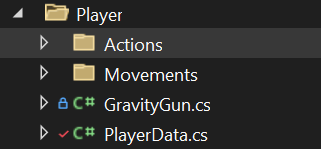 Player
Actions
Movements
C# GravityGun.cs
C# PlayerData.cs